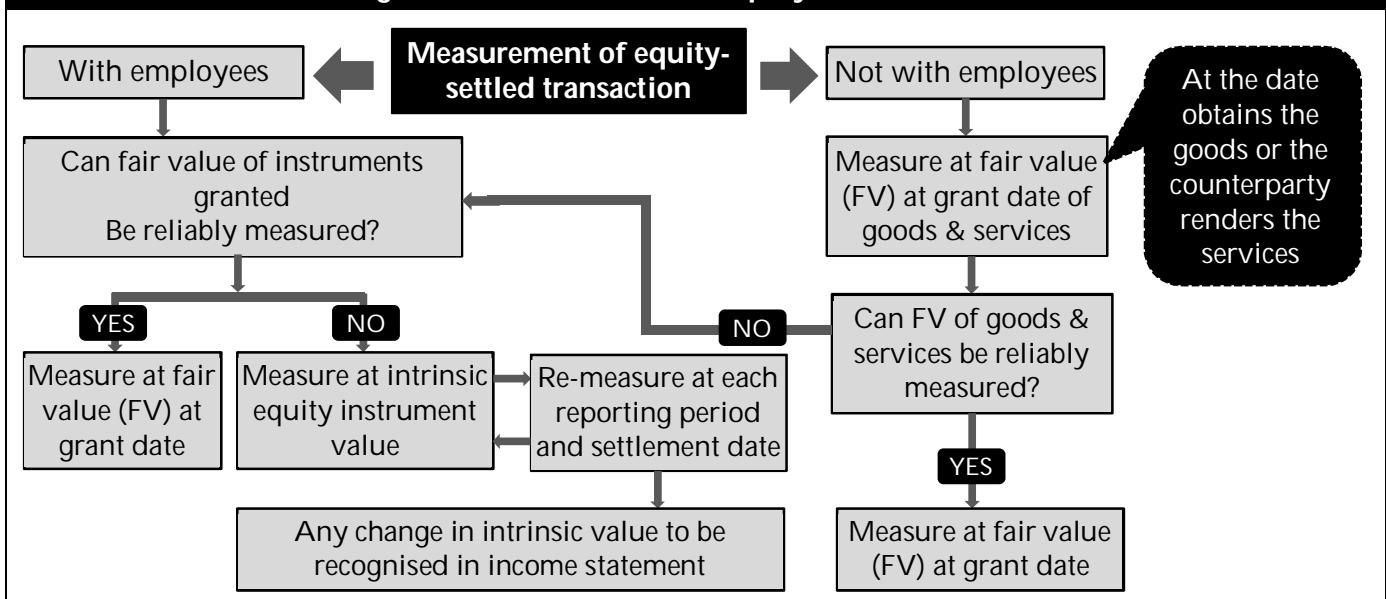 With employees
Measurement of equity-
settled transaction
Not with employees
At the date
obtains the
goods or the
counterparty
renders the
services
Can fair value of instruments
granted
Be reliably measured?
Measure at fair value
(FV) at grant date of
goods & services
YES
NO
NO
Can FV of goods &
services be reliably
measured?
Measure at fair
value (FV) at
grant date
Measure at intrinsic
equity instrument
value
Re-measure at each
reporting period
and settlement date
YES
Any change in intrinsic value to be
recognised in income statement
Measure at fair value
(FV) at grant date